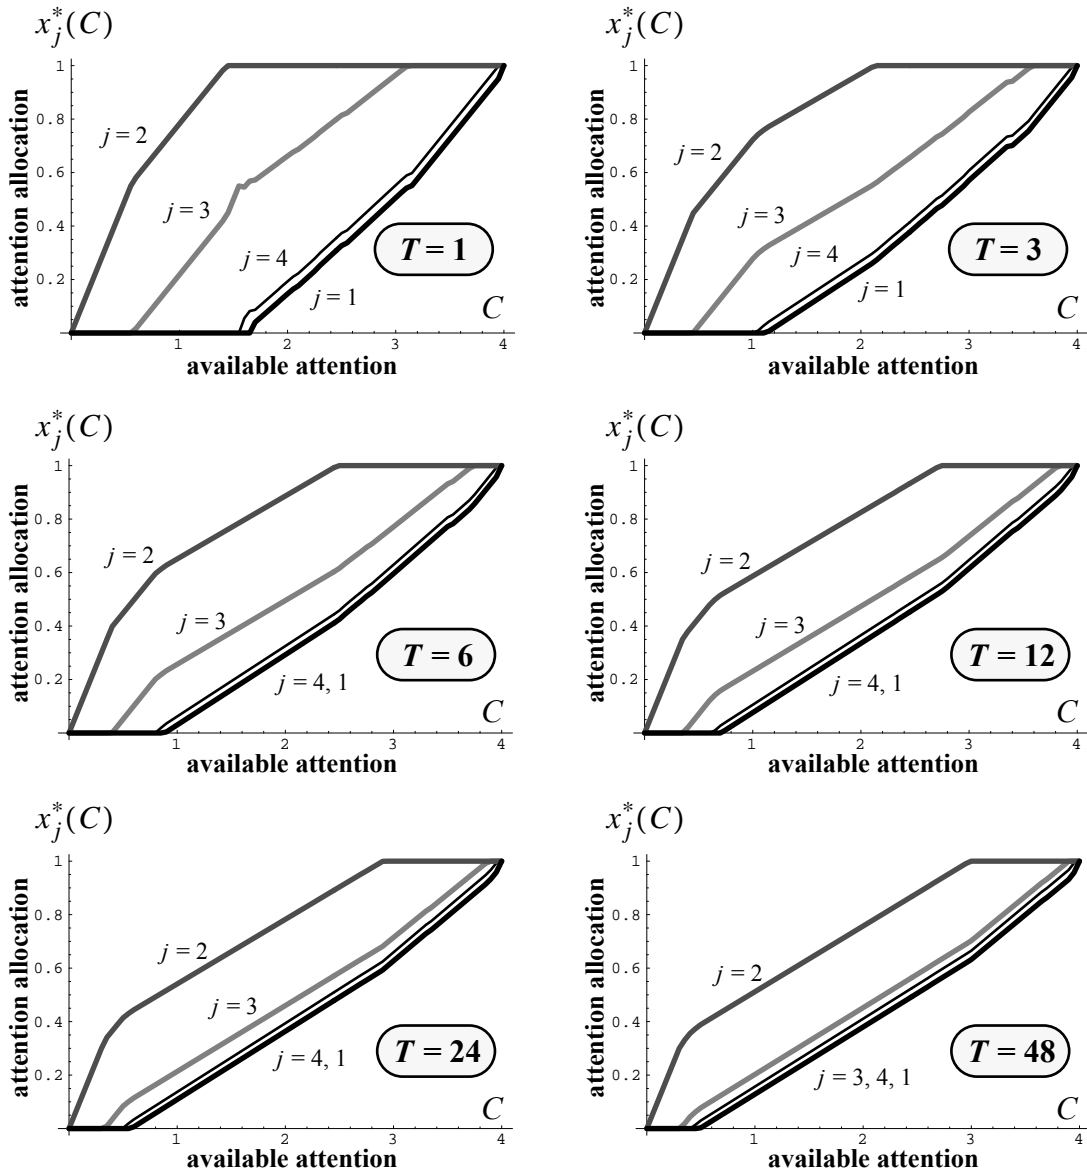 x*j(C)
attention allocation
1
0.8
0.6
0.4
0.2
j = 2
j = 3
j = 4
j = 1
T = 1
C
1
2
3
4
available attention
x*j(C)
attention allocation
1
0.8
0.6
0.4
0.2
j = 2
j = 3
j = 4
j = 1
T = 3
C
1
2
3
4
available attention
x*j(C)
attention allocation
1
0.8
0.6
0.4
0.2
j = 2
j = 3
j = 4, 1
T = 6
C
1
2
3
4
available attention
x*j(C)
attention allocation
1
0.8
0.6
0.4
0.2
j = 2
j = 3
j = 4, 1
T = 12
C
1
2
3
4
available attention
x*j(C)
attention allocation
1
0.8
0.6
0.4
0.2
j = 2
j = 3
j = 4, 1
T = 24
C
1
2
3
4
available attention
x*j(C)
attention allocation
1
0.8
0.6
0.4
0.2
j = 2
j = 3, 4, 1
T = 48
C
1
2
3
4
available attention